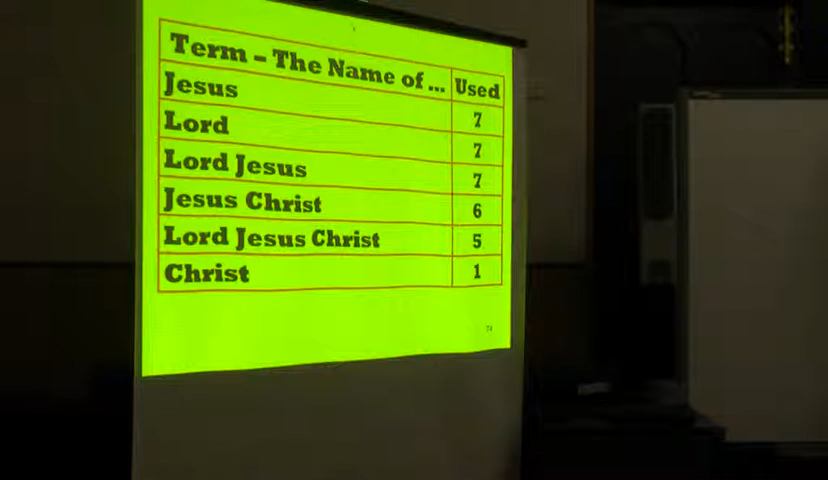 Term – The Name of ... Used
Jesus 7
Lord 7
Lord Jesus 7
Jesus Christ 6
Lord Jesus Christ 5
Christ 1